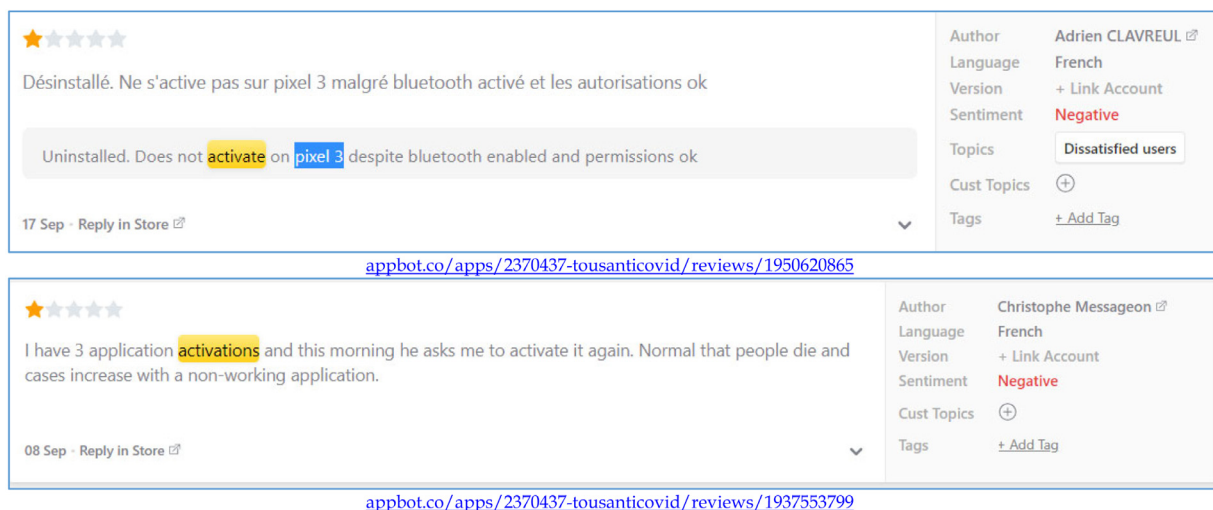 Désinstallé. Ne s'active pas sur pixel 3 malgré bluetooth activé et les autorisations ok
Uninstalled. Does not activate on pixel 3 despite bluetooth enabled and permissions ok
17 Sep · Reply in Store
Author Adrien CLAVREUL
Language French
Version + Link Account
Sentiment Negative
Topics Dissatisfied users
Cust Topics
Tags + Add Tag
appbot.co/apps/2370437-tousanticovid/reviews/1950620865
I have 3 application activations and this morning he asks me to activate it again. Normal that people die and
cases increase with a non-working application.
08 Sep · Reply in Store
Author Christophe Messageon
Language French
Version + Link Account
Sentiment Negative
Cust Topics
Tags + Add Tag
appbot.co/apps/2370437-tousanticovid/reviews/1937553799